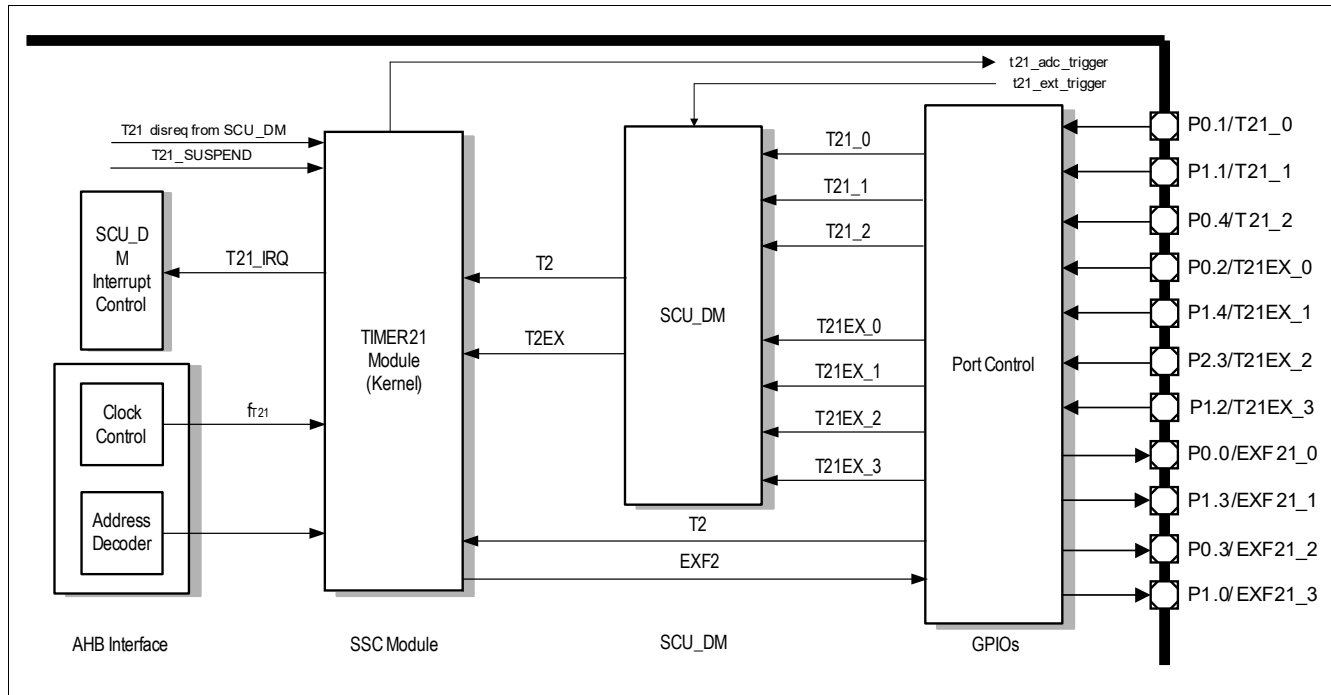 t21_adc_trigger
t21_ext_trigger
T21 disreq from SCU_DM
T21_SUSPEND
SCU_D
M
Interrupt
Control
T21_IRQ
Clock
Control
fT21
Address
Decoder
AHB Interface
TIMER21
Module
(Kernel)
SSC Module
T2
T2EX
SCU_DM
SCU_DM
T21_0
T21_1
T21_2
T21EX_0
T21EX_1
T21EX_2
T21EX_3
T2
EXF2
Port Control
GPIOs
P0.1/T21_0
P1.1/T21_1
P0.4/T21_2
P0.2/T21EX_0
P1.4/T21EX_1
P2.3/T21EX_2
P1.2/T21EX_3
P0.0/EXF21_0
P1.3/EXF21_1
P0.3/EXF21_2
P1.0/EXF21_3